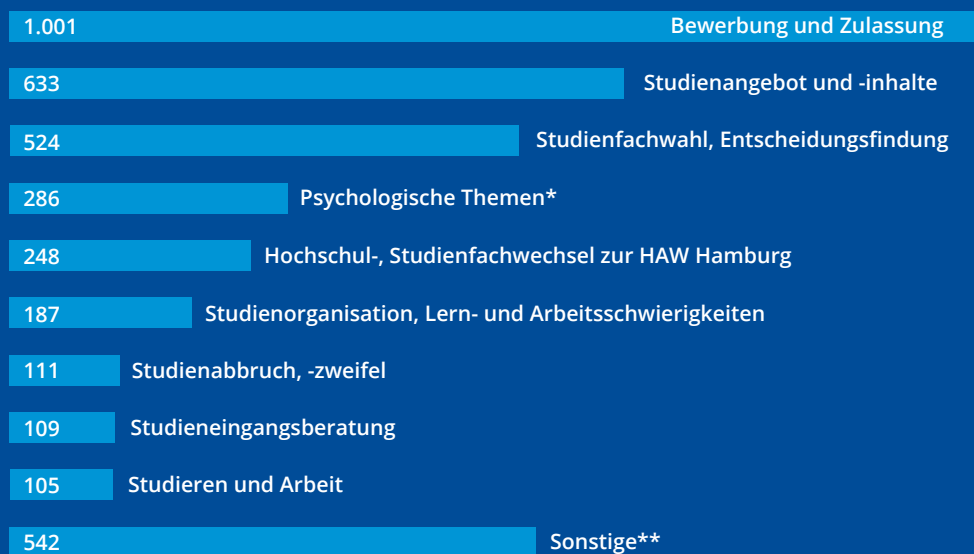 1.001 Bewerbung und Zulassung
633 Studienangebot und -inhalte
524 Studienfachwahl, Entscheidungsfindung
286 Psychologische Themen*
248 Hochschul-, Studienfachwechsel zur HAW Hamburg
187 Studienorganisation, Lern- und Arbeitsschwierigkeiten
111 Studienabbruch, -zweifel
109 Studieneingangsberatung
105 Studieren und Arbeit
542 Sonstige**